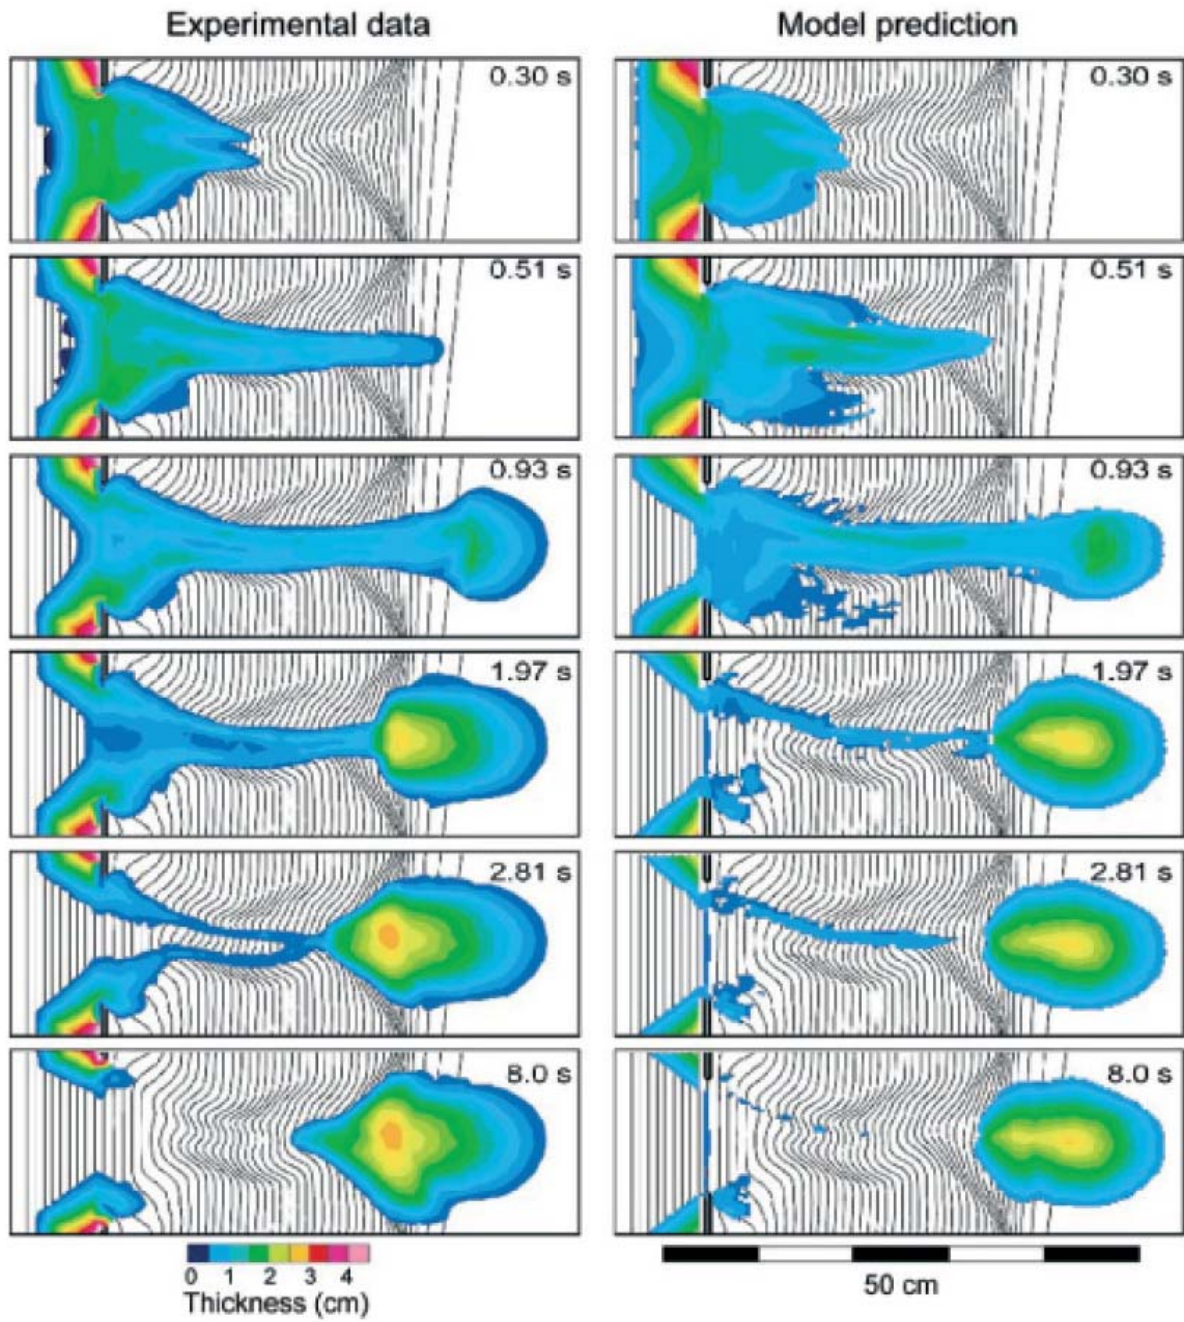 Experimental data
Model prediction
0.30 s
0.30 s
0.51 s
0.51 s
0.93 s
0.93 s
1.97 s
1.97 s
2.81 s
2.81 s
8.0 s
8.0 s
0 1 2 3 4
Thickness (cm)
50 cm